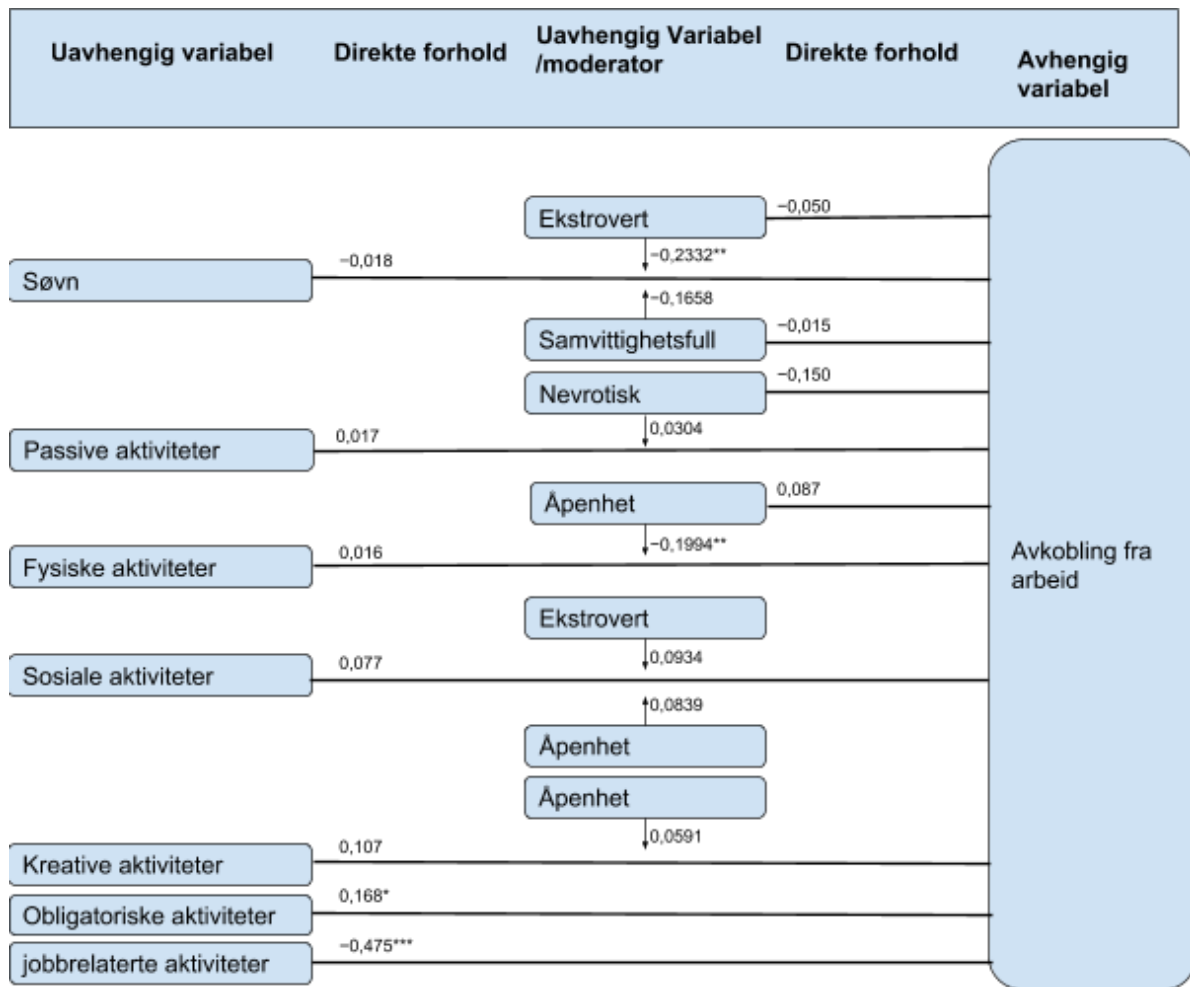 Uavhengig variabel
Direkte forhold
Uavhengig Variabel
/moderator
Direkte forhold
Avhengig
variabel
Ekstrovert
−0,050
−0,2332**
Søvn
−0,018
−0,1658
Samvittighetsfull
−0,015
Nevrotisk
−0,150
0,0304
Passive aktiviteter
0,017
Åpenhet
0,087
−0,1994**
Fysiske aktiviteter
0,016
Avkobling fra
arbeid
Ekstrovert
0,0934
Sosiale aktiviteter
0,077
0,0839
Åpenhet
Åpenhet
0,0591
Kreative aktiviteter
0,107
Obligatoriske aktiviteter
0,168*
jobbrelaterte aktiviteter
−0,475***